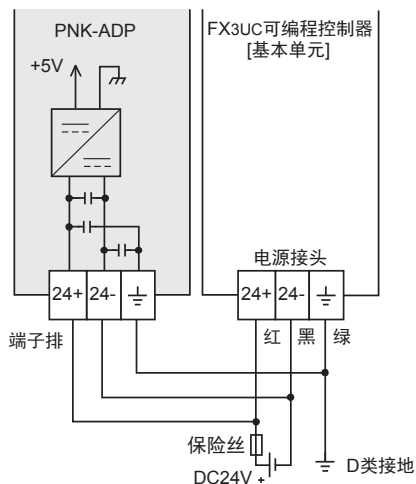 PNK-ADP
FX3UC可编程控制器
[基本单元]
+5V
电源接头
24+ 24-
24+ 24-
端子排
红 黑 绿
保险丝
DC24V +
D类接地